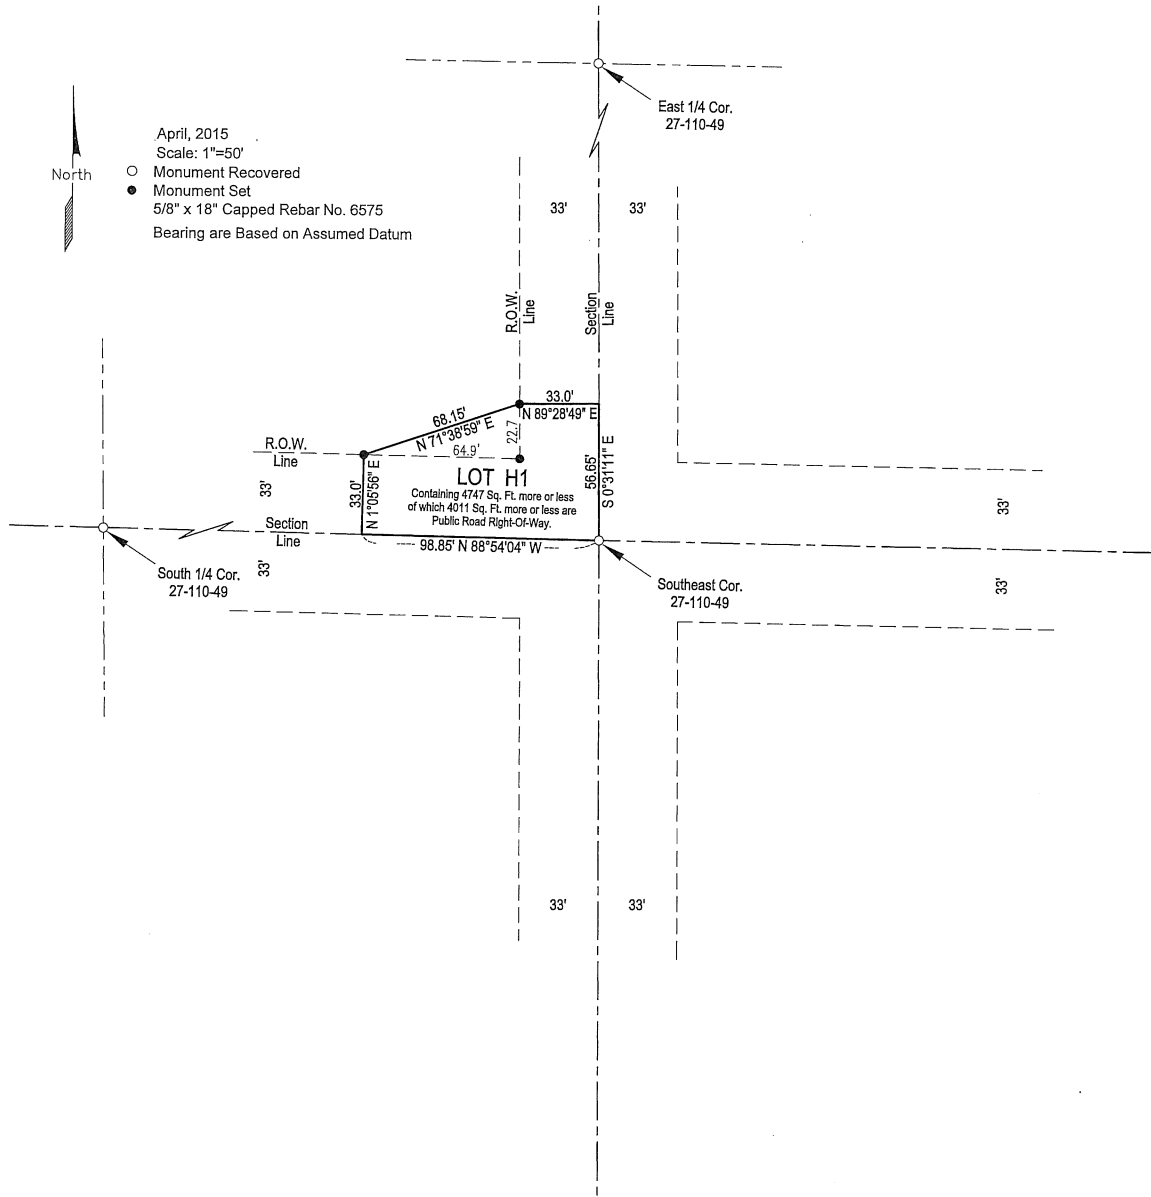 East 1/4 Cor.
27-110-49
April, 2015
Scale: 1"=50'
Monument Recovered
Monument Set
5/8" x 18" Capped Rebar No. 6575
Bearing are Based on Assumed Datum
North
33'
33'
R.O.W.
Line
Section
Line
33.0'
N 89°28'49" E
68.15'
N 71°38'59" E
22.7
64.9'
R.O.W.
Line
33'
33.0'
N 1°05'56" E
LOT H1
Containing 4747 Sq. Ft. more or less
of which 4011 Sq. Ft. more or less are
Public Road Right-Of-Way.
56.65'
S 0°31'11" E
33'
Section
Line
98.85' N 88°54'04" W
33'
South 1/4 Cor.
27-110-49
Southeast Cor.
27-110-49
33'
33'
33'